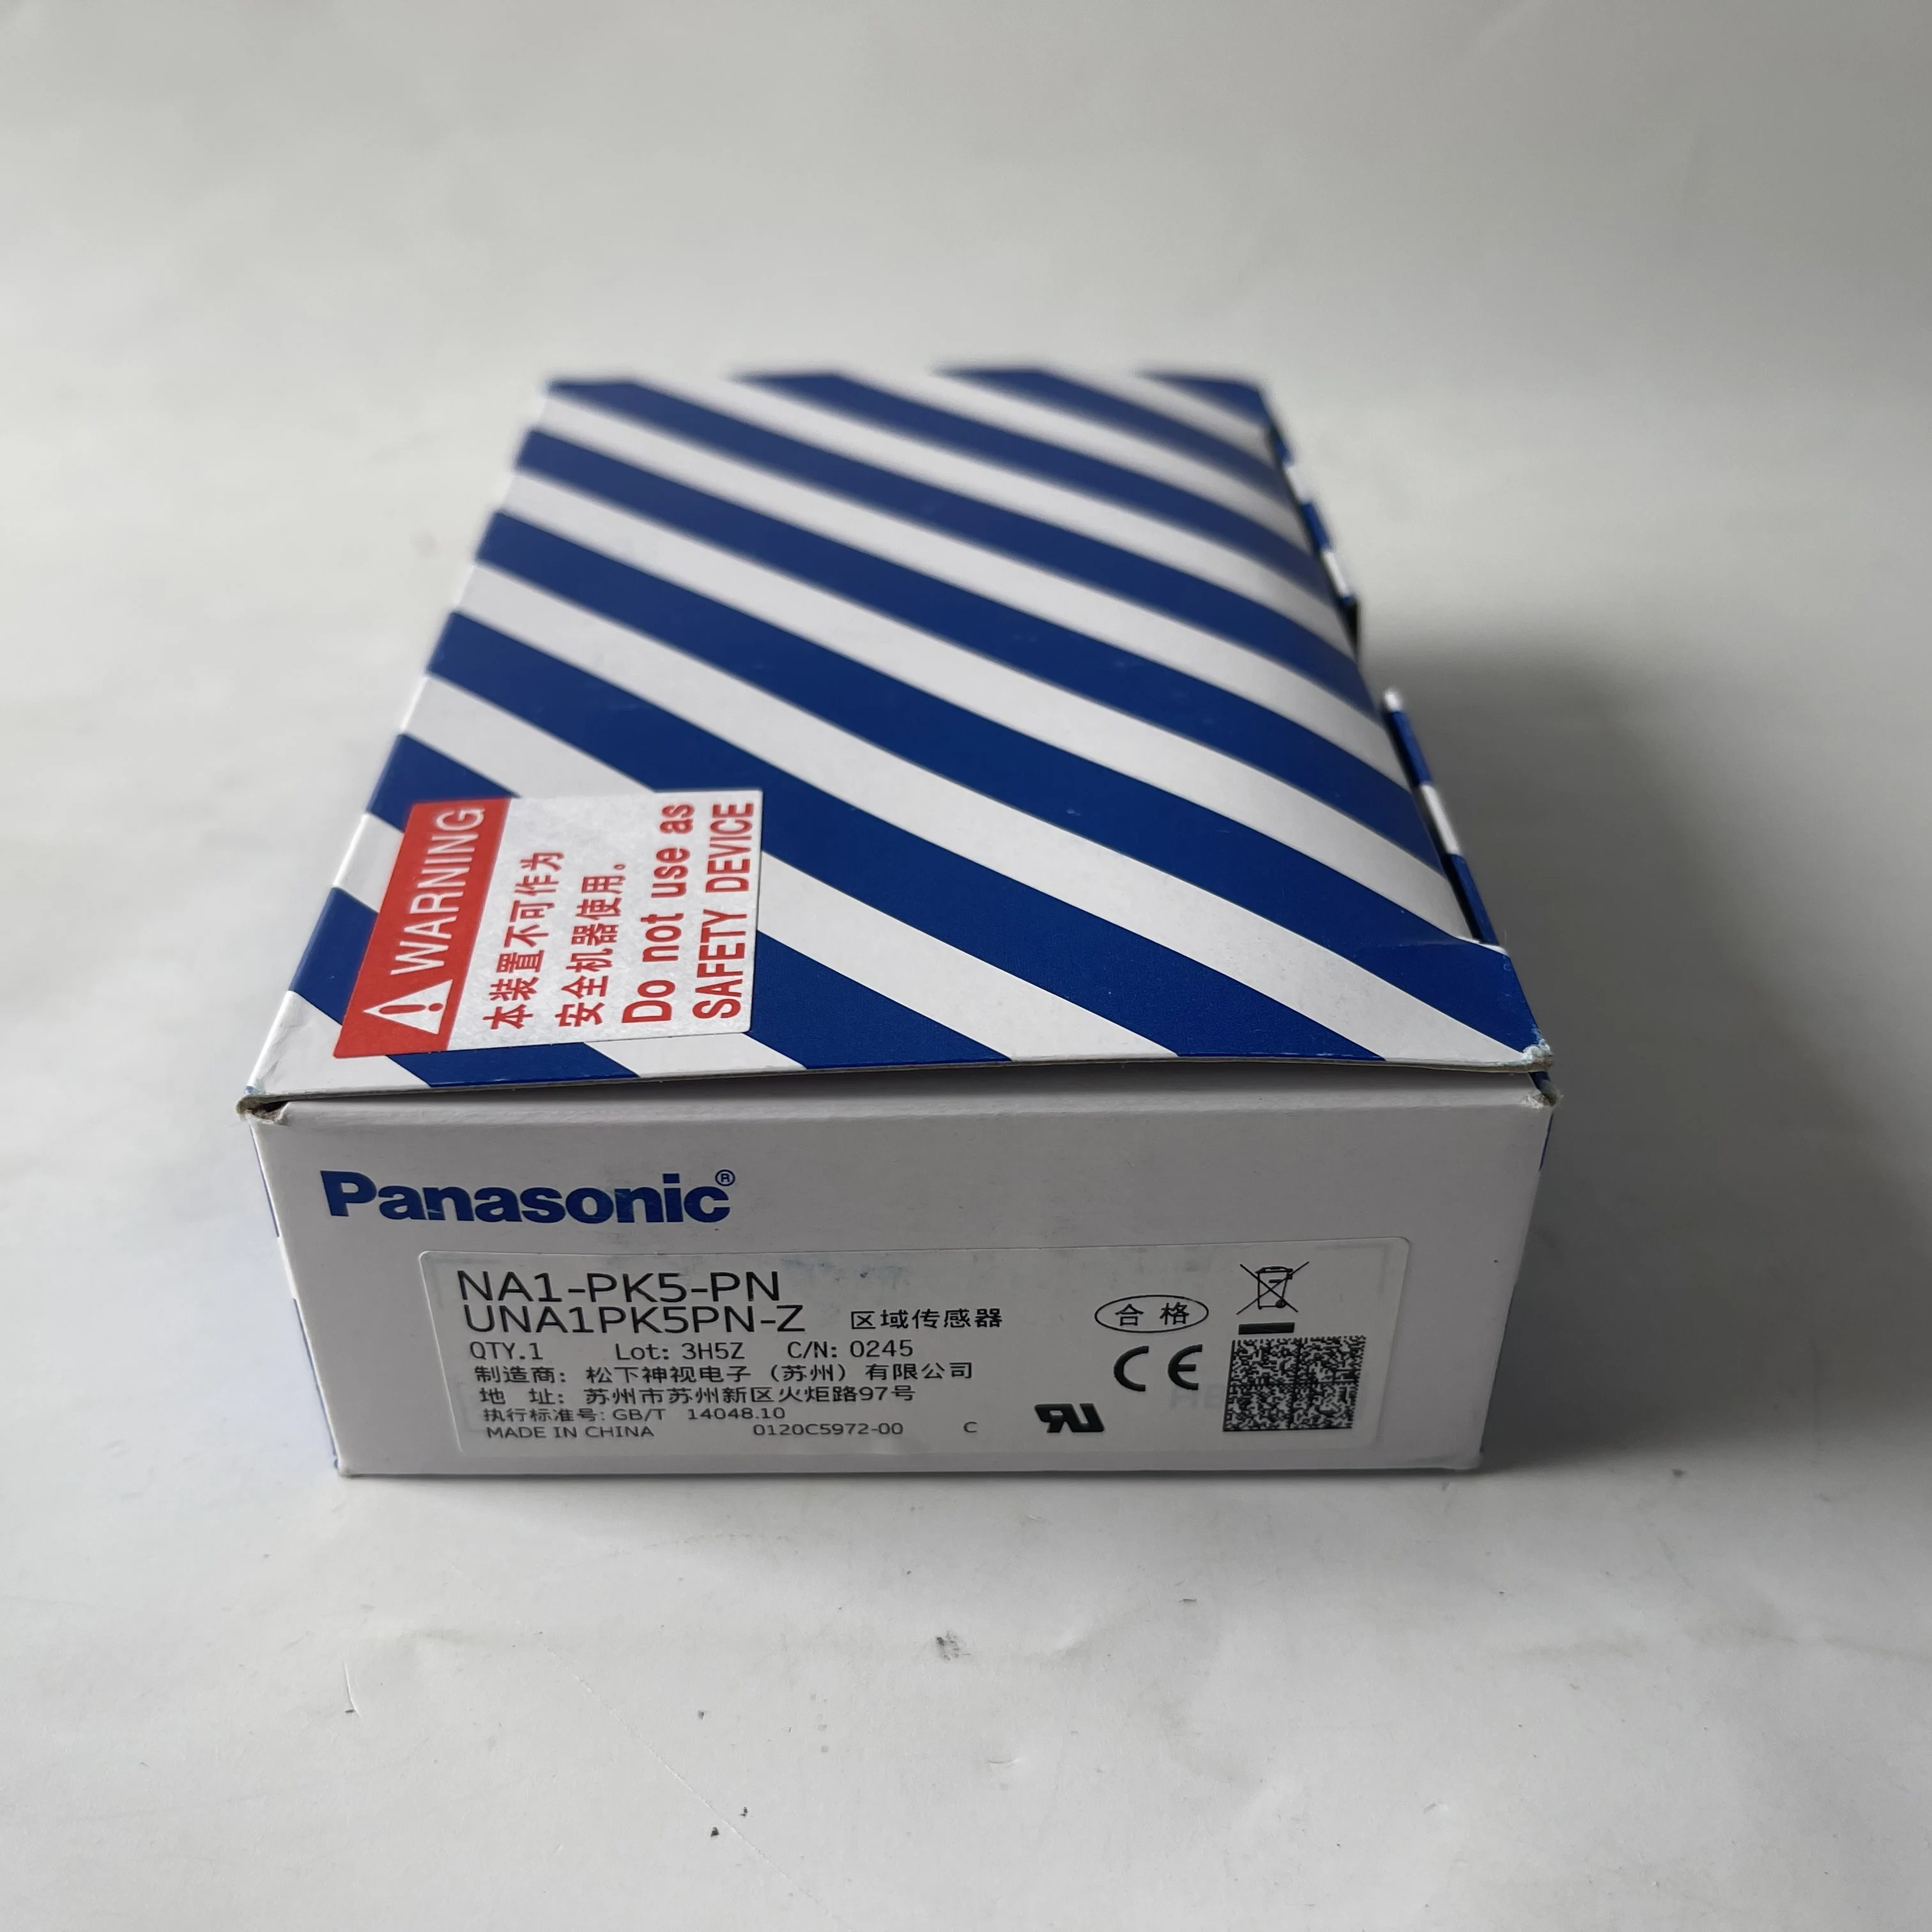 WARNING
本装置不可作为
安全机器使用。
Do not use as
SAFETY DEVICE
Panasonic®
NA1-PK5-PN
UNA1PK5PN-Z 区域传感器
合格
QTY.1 Lot: 3H5Z C/N: 0245
制造商: 松下神视电子 (苏州) 有限公司
地 址: 苏州市苏州新区火炬路97号
执行标准号: GB/T 14048.10
MADE IN CHINA 0120C5972-00 C
CE
RU